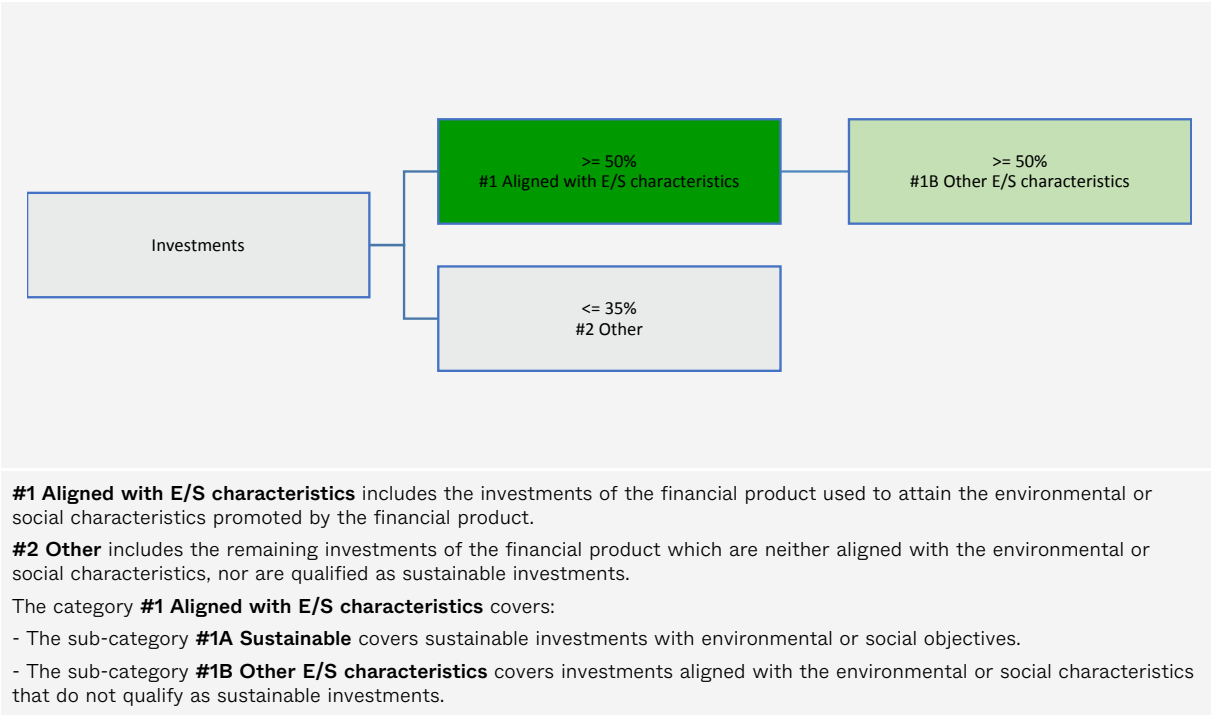 >= 50%
#1 Aligned with E/S characteristics
>= 50%
#1B Other E/S characteristics
Investments
<= 35%
#2 Other
#1 Aligned with E/S characteristics includes the investments of the financial product used to attain the environmental or
social characteristics promoted by the financial product.
#2 Other includes the remaining investments of the financial product which are neither aligned with the environmental or
social characteristics, nor are qualified as sustainable investments.
The category #1 Aligned with E/S characteristics covers:
- The sub-category #1A Sustainable covers sustainable investments with environmental or social objectives.
- The sub-category #1B Other E/S characteristics covers investments aligned with the environmental or social characteristics
that do not qualify as sustainable investments.